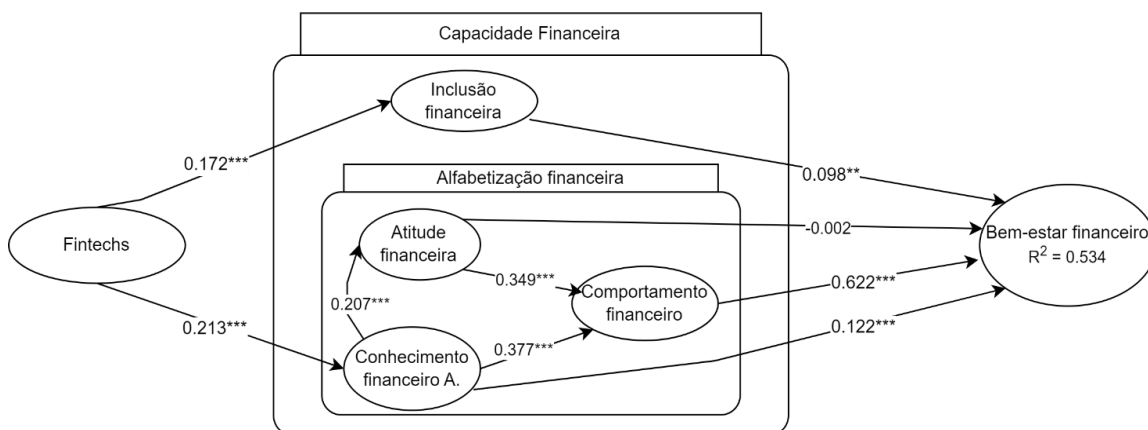 Capacidade Financeira
Inclusão
financeira
0.172***
0.098**
Alfabetização financeira
Fintechs
Atitude
financeira
-0.002
Bem-estar financeiro
R² = 0.534
0.349***
0.207***
Comportamento
financeiro
0.622***
0.213***
0.122***
0.377***
Conhecimento
financeiro A.